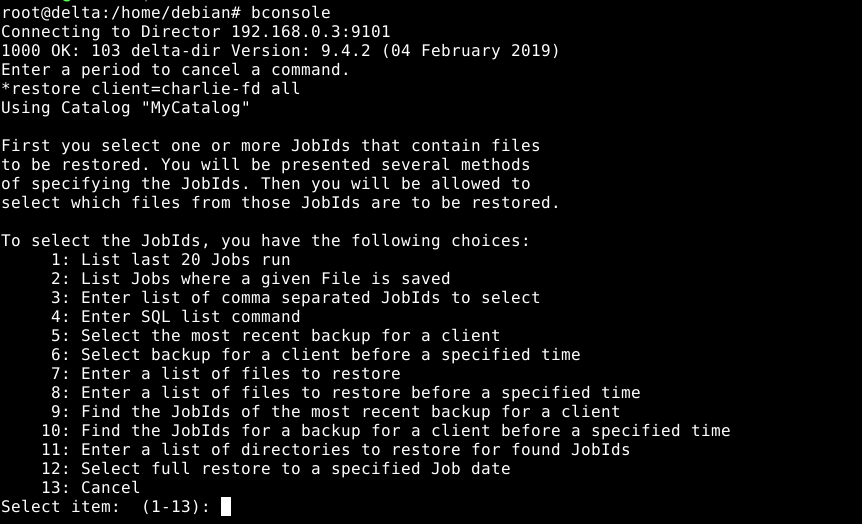 root@delta:/home/debian# bconsole
Connecting to Director 192.168.0.3:9101
1000 OK: 103 delta-dir Version: 9.4.2 (04 February 2019)
Enter a period to cancel a command.
*restore client=charlie-fd all
Using Catalog "MyCatalog"
First you select one or more JobIds that contain files
to be restored. You will be presented several methods
of specifying the JobIds. Then you will be allowed to
select which files from those JobIds are to be restored.
To select the JobIds, you have the following choices:
1: List last 20 Jobs run
2: List Jobs where a given File is saved
3: Enter list of comma separated JobIds to select
4: Enter SQL list command
5: Select the most recent backup for a client
6: Select backup for a client before a specified time
7: Enter a list of files to restore
8: Enter a list of files to restore before a specified time
9: Find the JobIds of the most recent backup for a client
10: Find the JobIds for a backup for a client before a specified time
11: Enter a list of directories to restore for found JobIds
12: Select full restore to a specified Job date
13: Cancel
Select item:  (1-13):